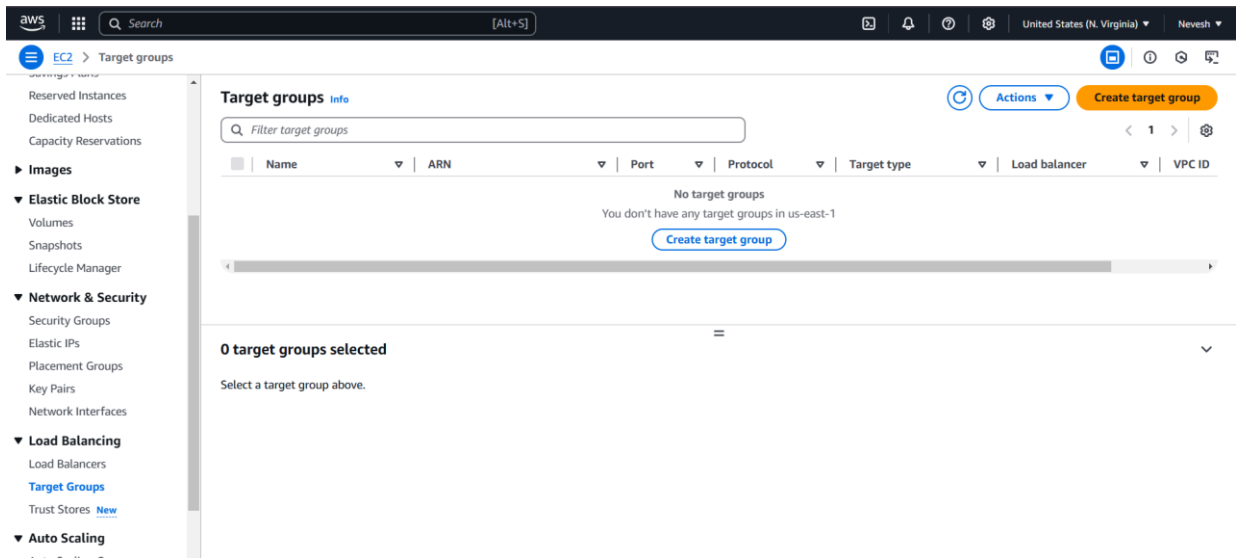 aws Search [Alt+S] United States (N. Virginia) Nevesh
EC2 > Target groups
Savings Plans
Reserved Instances
Dedicated Hosts
Capacity Reservations
Images
Elastic Block Store
Volumes
Snapshots
Lifecycle Manager
Network & Security
Security Groups
Elastic IPs
Placement Groups
Key Pairs
Network Interfaces
Load Balancing
Load Balancers
Target Groups
Trust Stores New
Auto Scaling
Target groups Info
Actions Create target group
Filter target groups
1
Name ARN Port Protocol Target type Load balancer VPC ID
No target groups
You don't have any target groups in us-east-1
Create target group
0 target groups selected
Select a target group above.